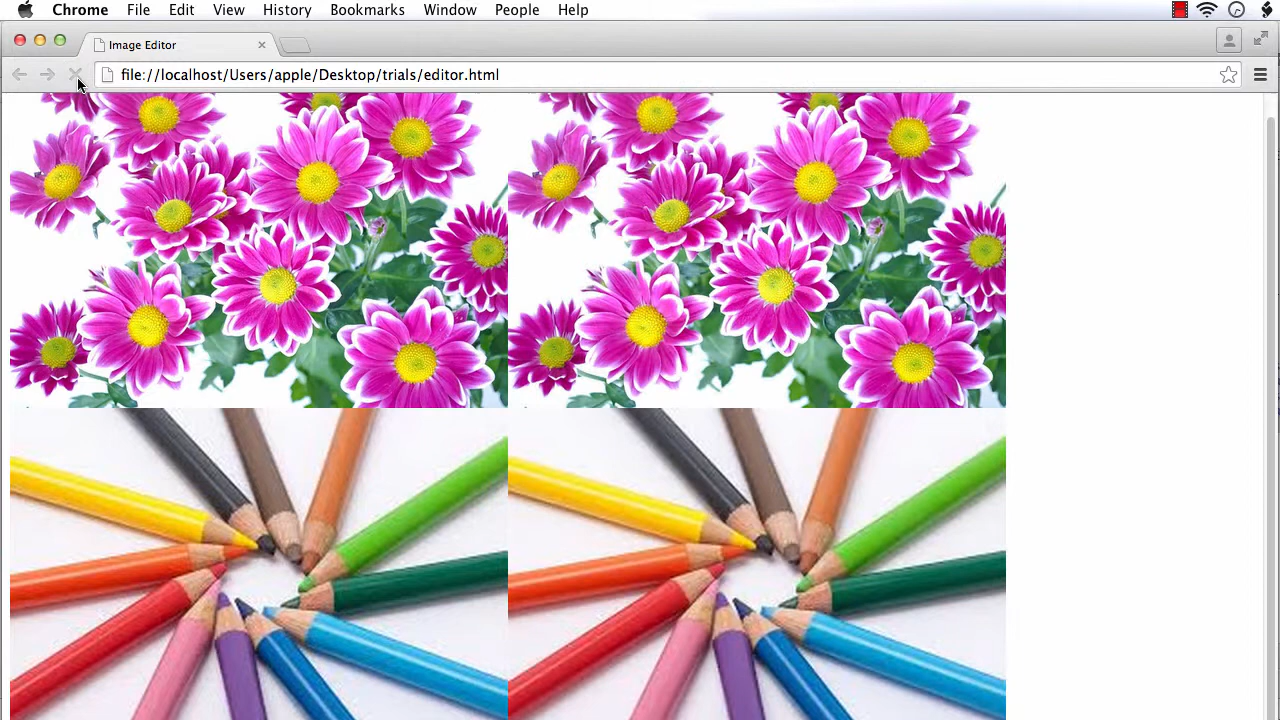 Chrome File Edit View History Bookmarks Window People Help
Image Editor
file://localhost/Users/apple/Desktop/trials/editor.html